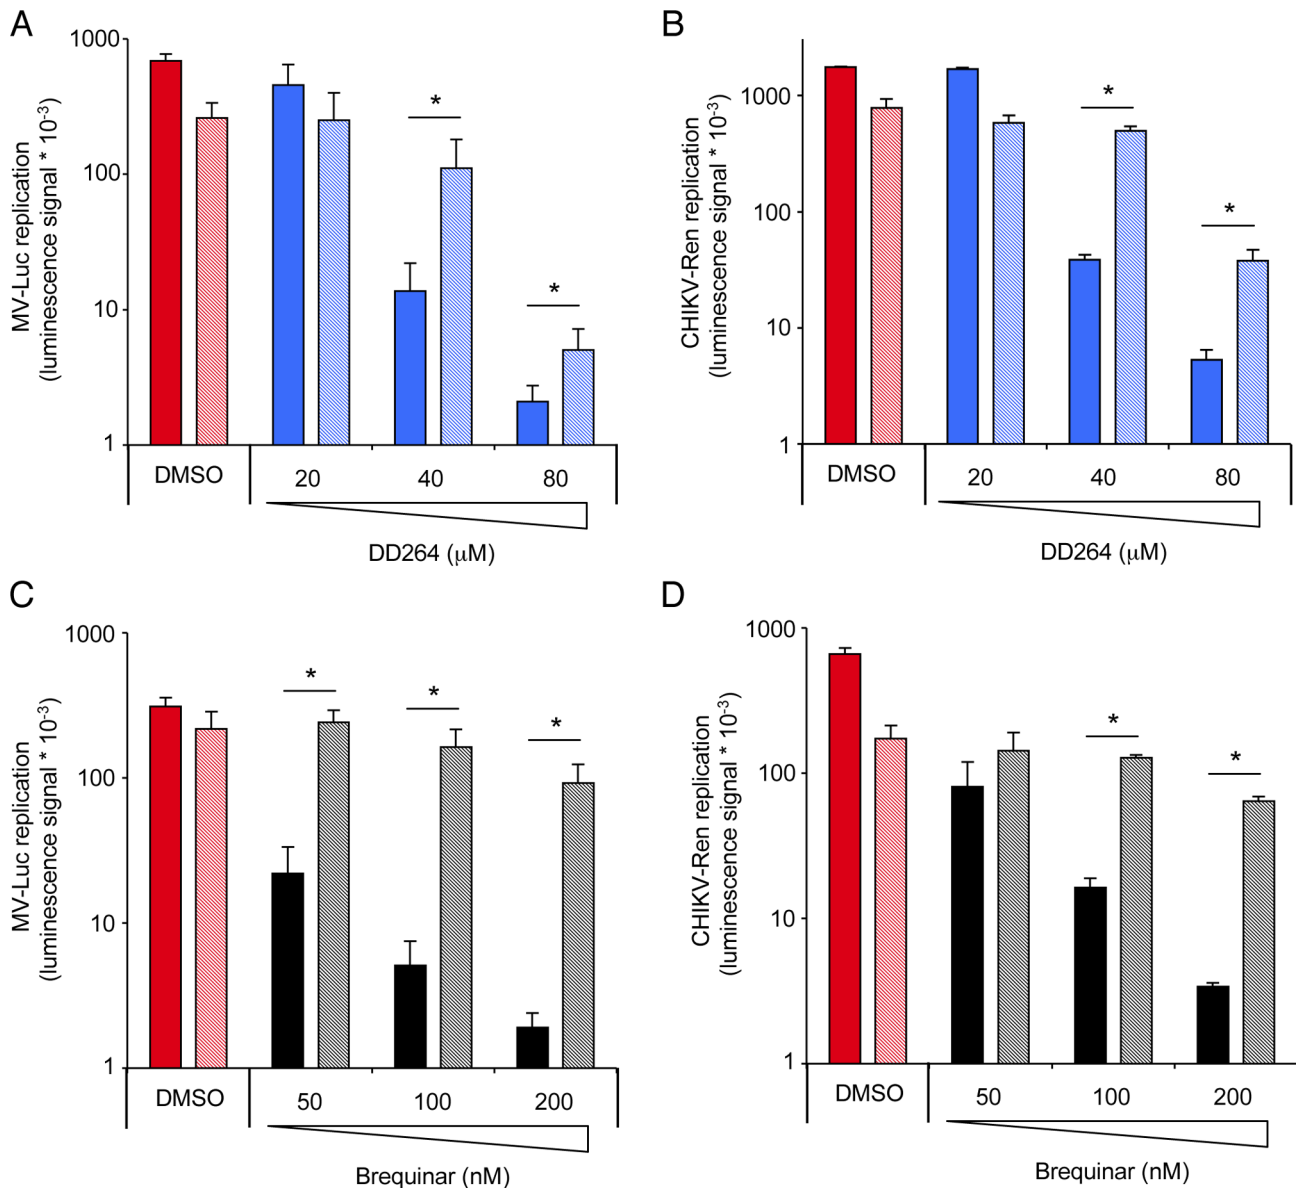 A
MV-Luc replication
(luminescence signal * 10-3)
1000
100
10
1
*
*
DMSO
20
40
80
DD264 (μM)
B
CHIKV-Ren replication
(luminescence signal * 10-3)
1000
100
10
1
*
*
DMSO
20
40
80
DD264 (μM)
C
MV-Luc replication
(luminescence signal * 10-3)
1000
100
10
1
*
*
*
DMSO
50
100
200
Brequinar (nM)
D
CHIKV-Ren replication
(luminescence signal * 10-3)
1000
100
10
1
*
*
DMSO
50
100
200
Brequinar (nM)